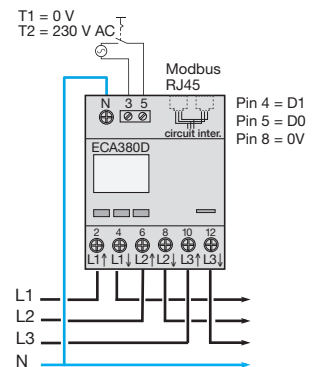 T1 = 0 V
T2 = 230 V AC
Modbus
RJ45
N 3 5
Pin 4 = D1
Pin 5 = D0
Pin 8 = 0V
circuit inter.
ECA380D
2 4 6 8 10 12
L1↑ L1↓ L2↑ L2↓ L3↑ L3↓
L1
L2
L3
N